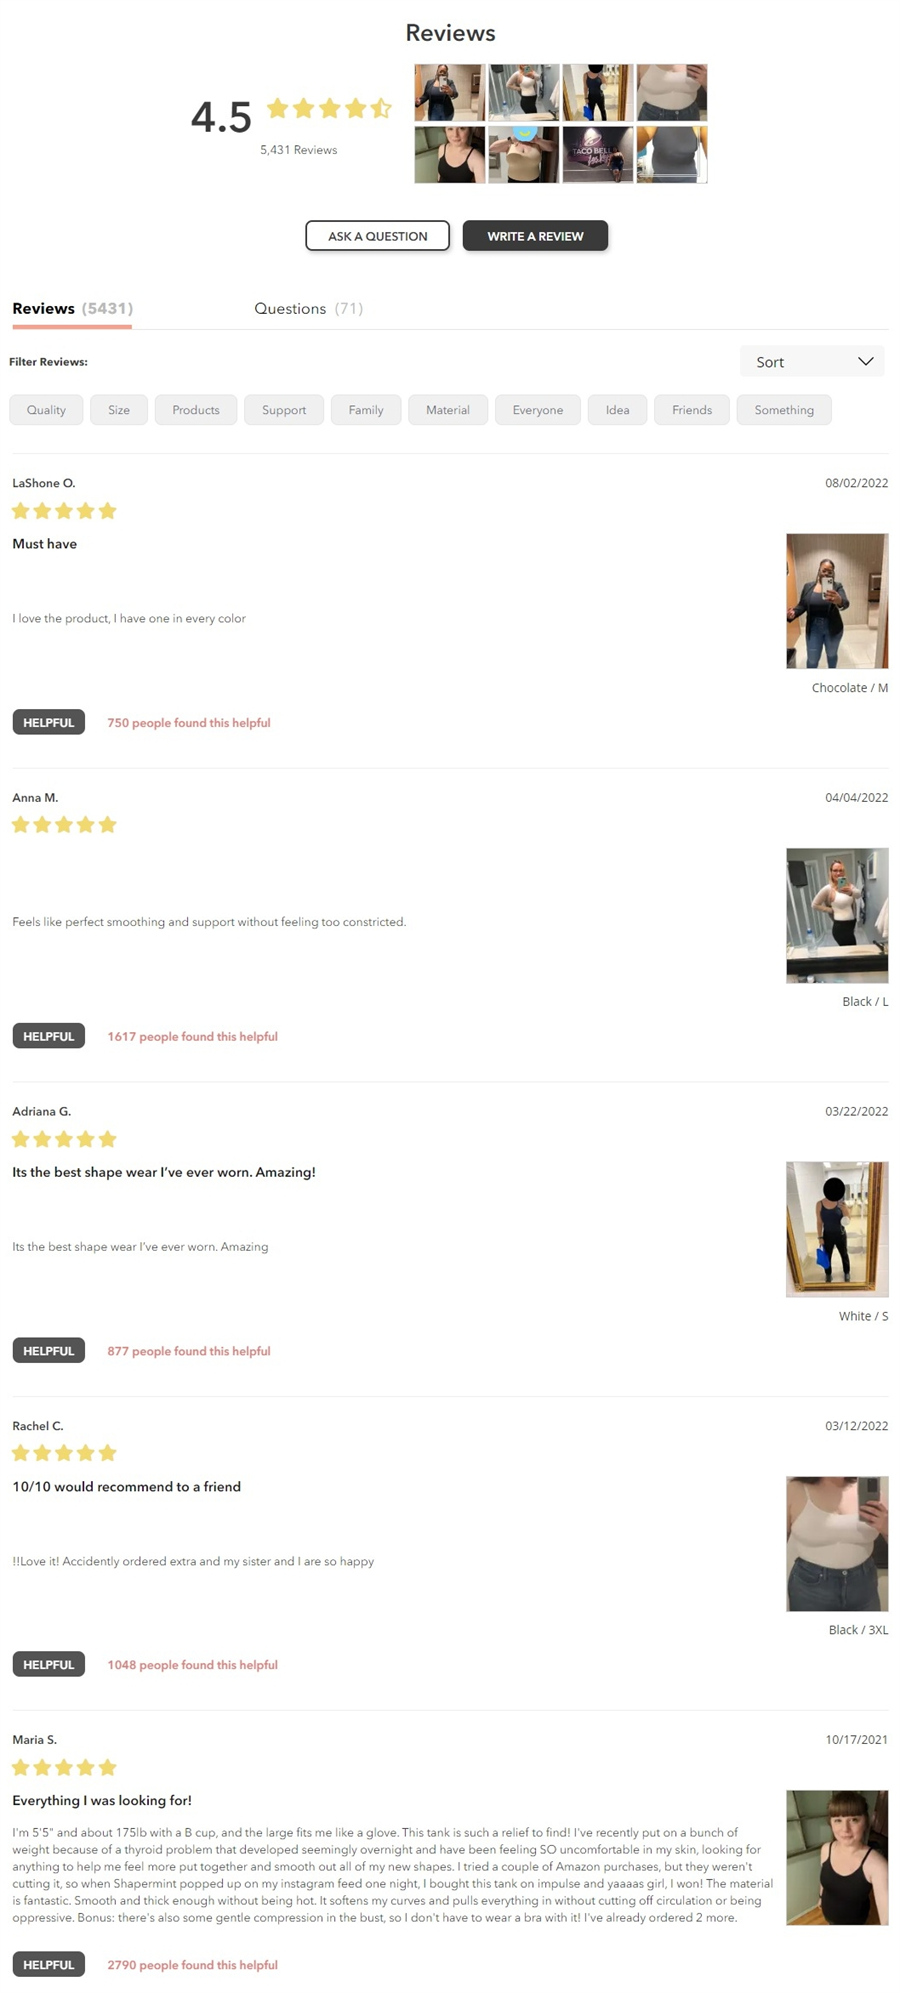 Reviews
4.5
5,431 Reviews
TACO BELL
ASK A QUESTION
WRITE A REVIEW
Reviews (5431)
Questions (71)
Filter Reviews:
Sort
Quality
Size
Products
Support
Family
Material
Everyone
Idea
Friends
Something
LaShone O.
08/02/2022
Must have
I love the product, I have one in every color
Chocolate / M
HELPFUL
750 people found this helpful
Anna M.
04/04/2022
Feels like perfect smoothing and support without feeling too constricted.
Black / L
HELPFUL
1617 people found this helpful
Adriana G.
03/22/2022
Its the best shape wear I've ever worn. Amazing!
Its the best shape wear I've ever worn. Amazing
White / S
HELPFUL
877 people found this helpful
Rachel C.
03/12/2022
10/10 would recommend to a friend
!!Love it! Accidently ordered extra and my sister and I are so happy
Black / 3XL
HELPFUL
1048 people found this helpful
Maria S.
10/17/2021
Everything I was looking for!
I'm 5'5" and about 175lb with a B cup, and the large fits me like a glove. This tank is such a relief to find! I've recently put on a bunch of
weight because of a thyroid problem that developed seemingly overnight and have been feeling SO uncomfortable in my skin, looking for
anything to help me feel more put together and smooth out all of my new shapes. I tried a couple of Amazon purchases, but they weren't
cutting it, so when Shapermint popped up on my instagram feed one night, I bought this tank on impulse and yaaaas girl, I won! The material
is fantastic. Smooth and thick enough without being hot. It softens my curves and pulls everything in without cutting off circulation or being
oppressive. Bonus: there's also some gentle compression in the bust, so I don't have to wear a bra with it! I've already ordered 2 more.
HELPFUL
2790 people found this helpful